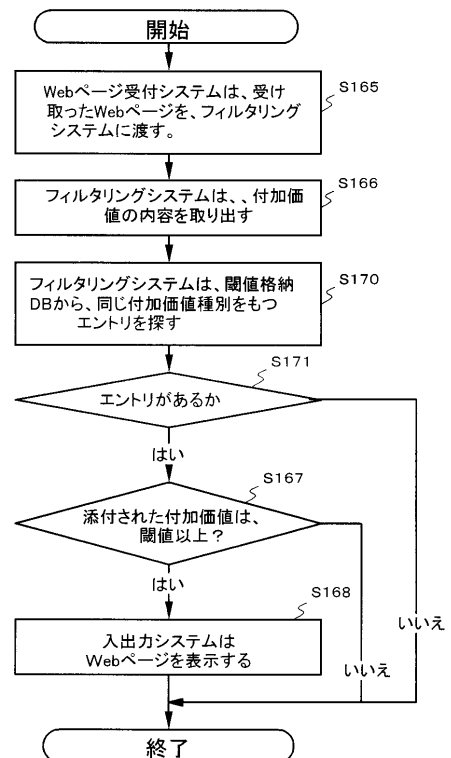 開始
S165
Webページ受付システムは、受け
取ったWebページを、フィルタリング
システムに渡す。
S166
フィルタリングシステムは、、付加価
値の内容を取り出す
S170
フィルタリングシステムは、閾値格納
DBから、同じ付加価値種別をもつ
エントリを探す
S171
エントリがあるか
はい
S167
添付された付加価値は、
閾値以上？
はい
S168
入出力システムは
Webページを表示する
いいえ
いいえ
終了